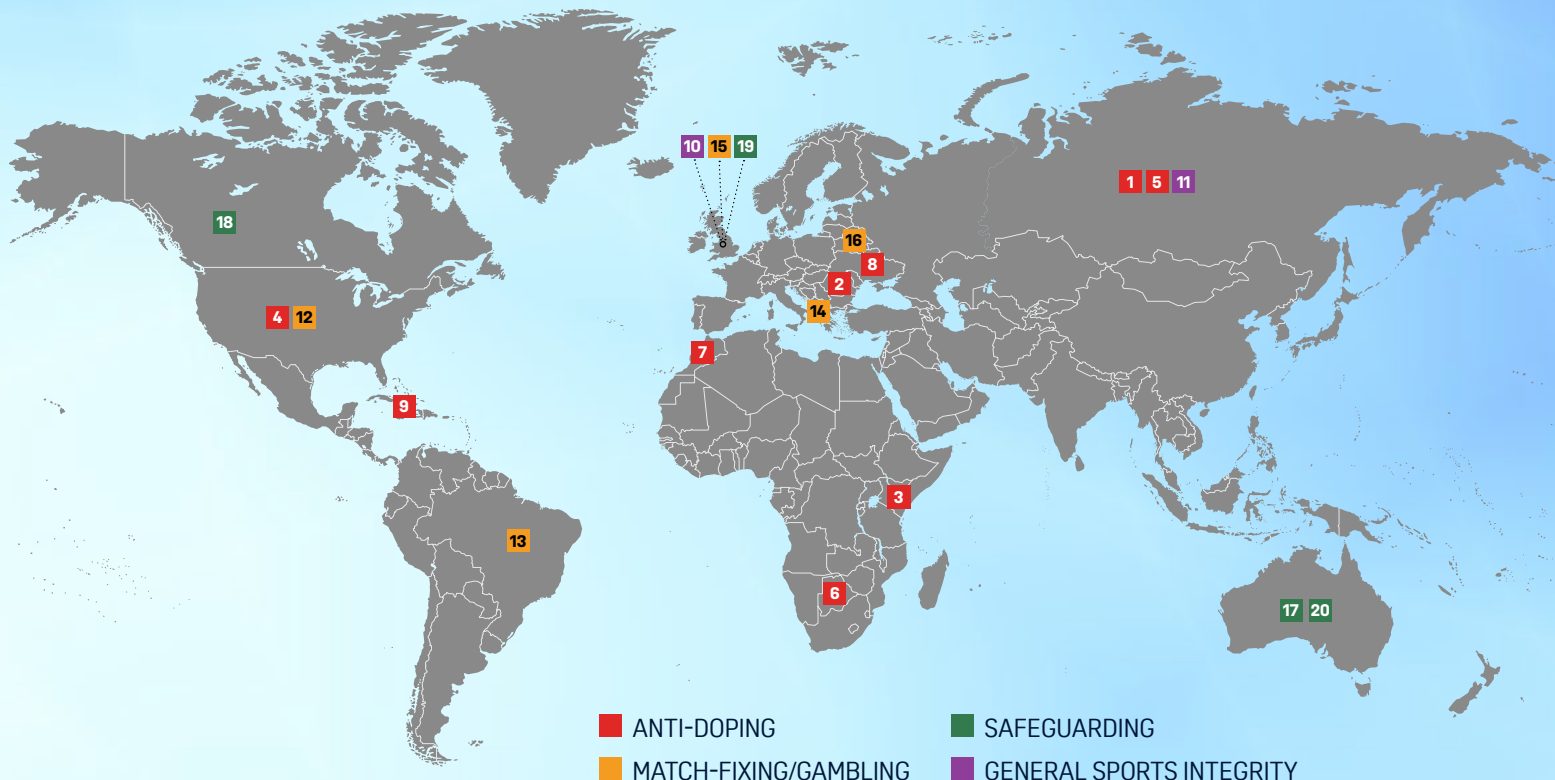 10 15 19
1 5 11
18
16
8
2
14
4 12
7
9
3
13
6
17 20
ANTI-DOPING
SAFEGUARDING
MATCH-FIXING/GAMBLING
GENERAL SPORTS INTEGRITY